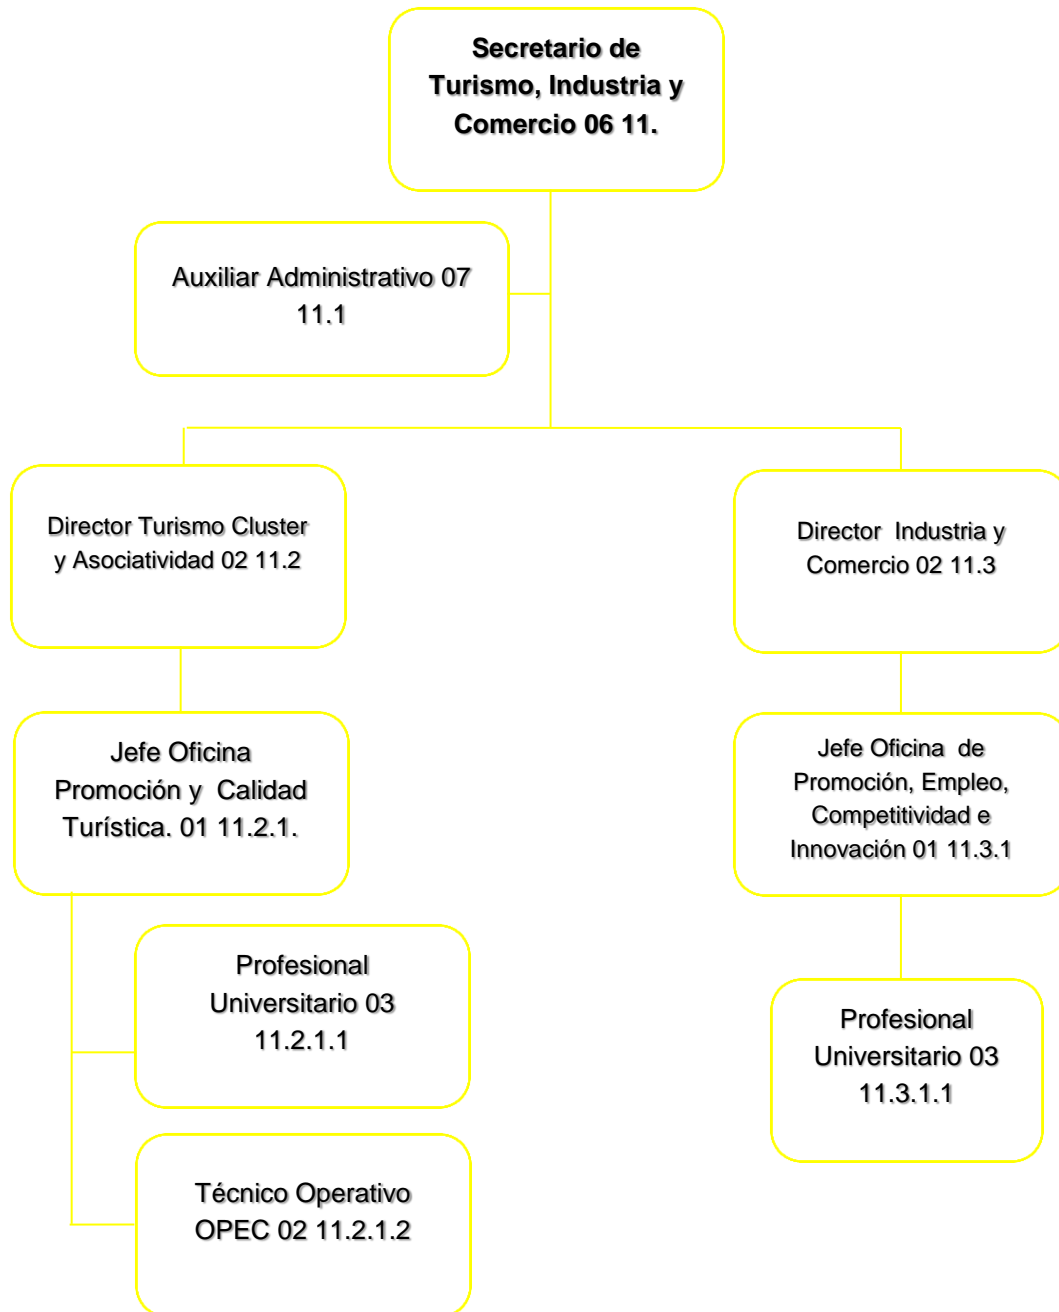 Secretario de
Turismo, Industria y
Comercio 06 11.
Auxiliar Administrativo 07
11.1
Director Turismo Cluster
y Asociatividad 02 11.2
Director Industria y
Comercio 02 11.3
Jefe Oficina
Promoción y Calidad
Turística. 01 11.2.1.
Jefe Oficina de
Promoción, Empleo,
Competitividad e
Innovación 01 11.3.1
Profesional
Universitario 03
11.2.1.1
Profesional
Universitario 03
11.3.1.1
Técnico Operativo
OPEC 02 11.2.1.2